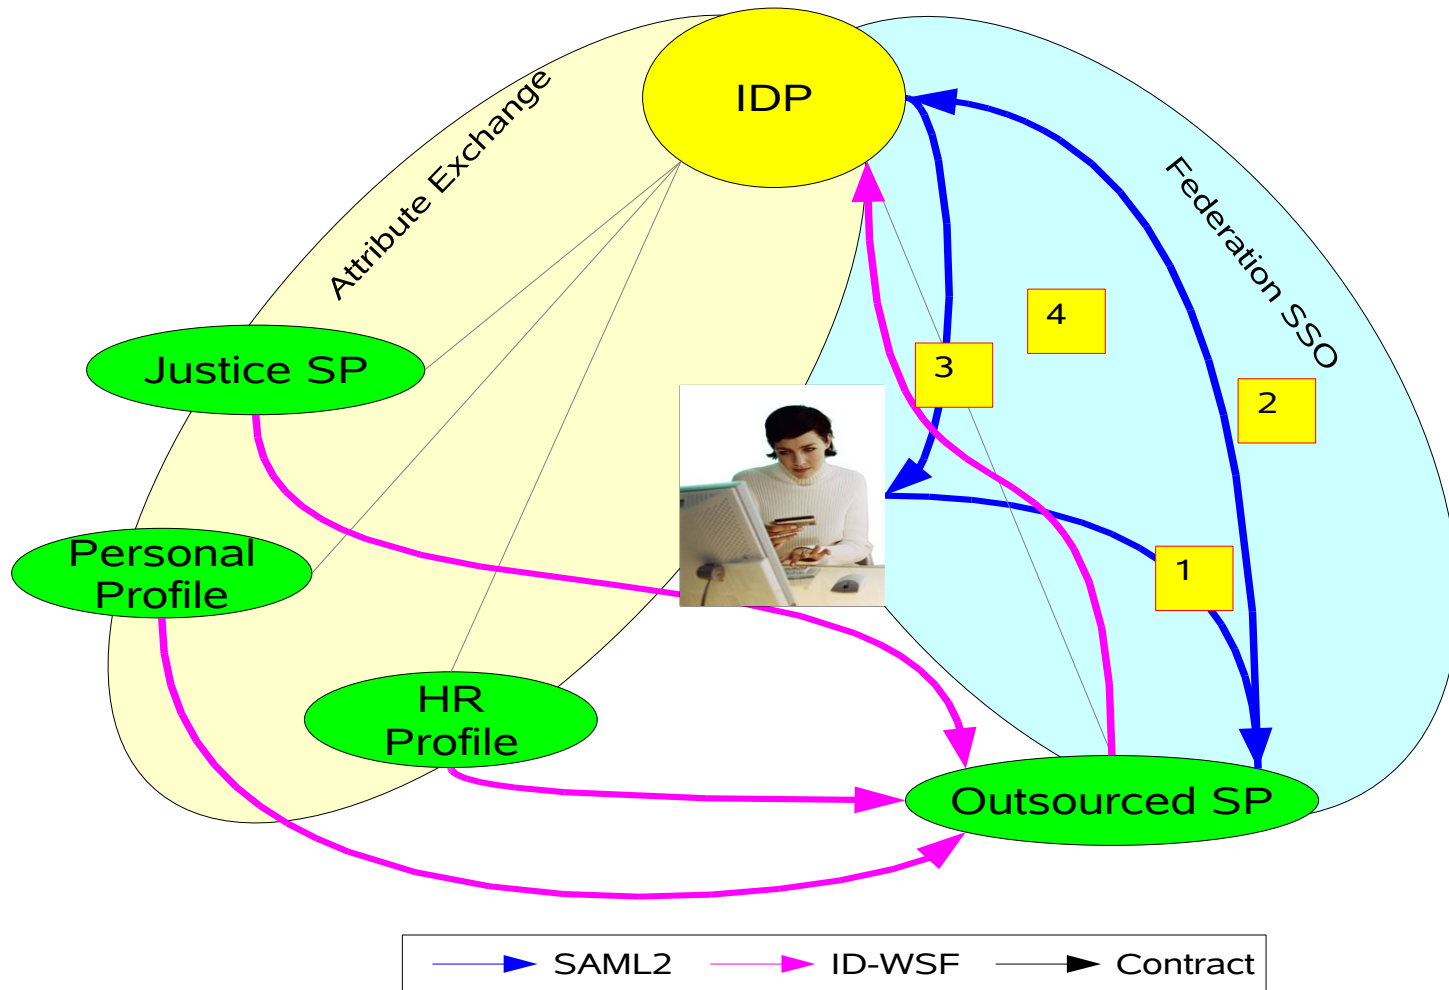 IDP
Attribute Exchange
Federation SSO
4
3
2
Justice SP
1
Personal
Profile
HR
Profile
Outsourced SP
SAML2
ID-WSF
Contract